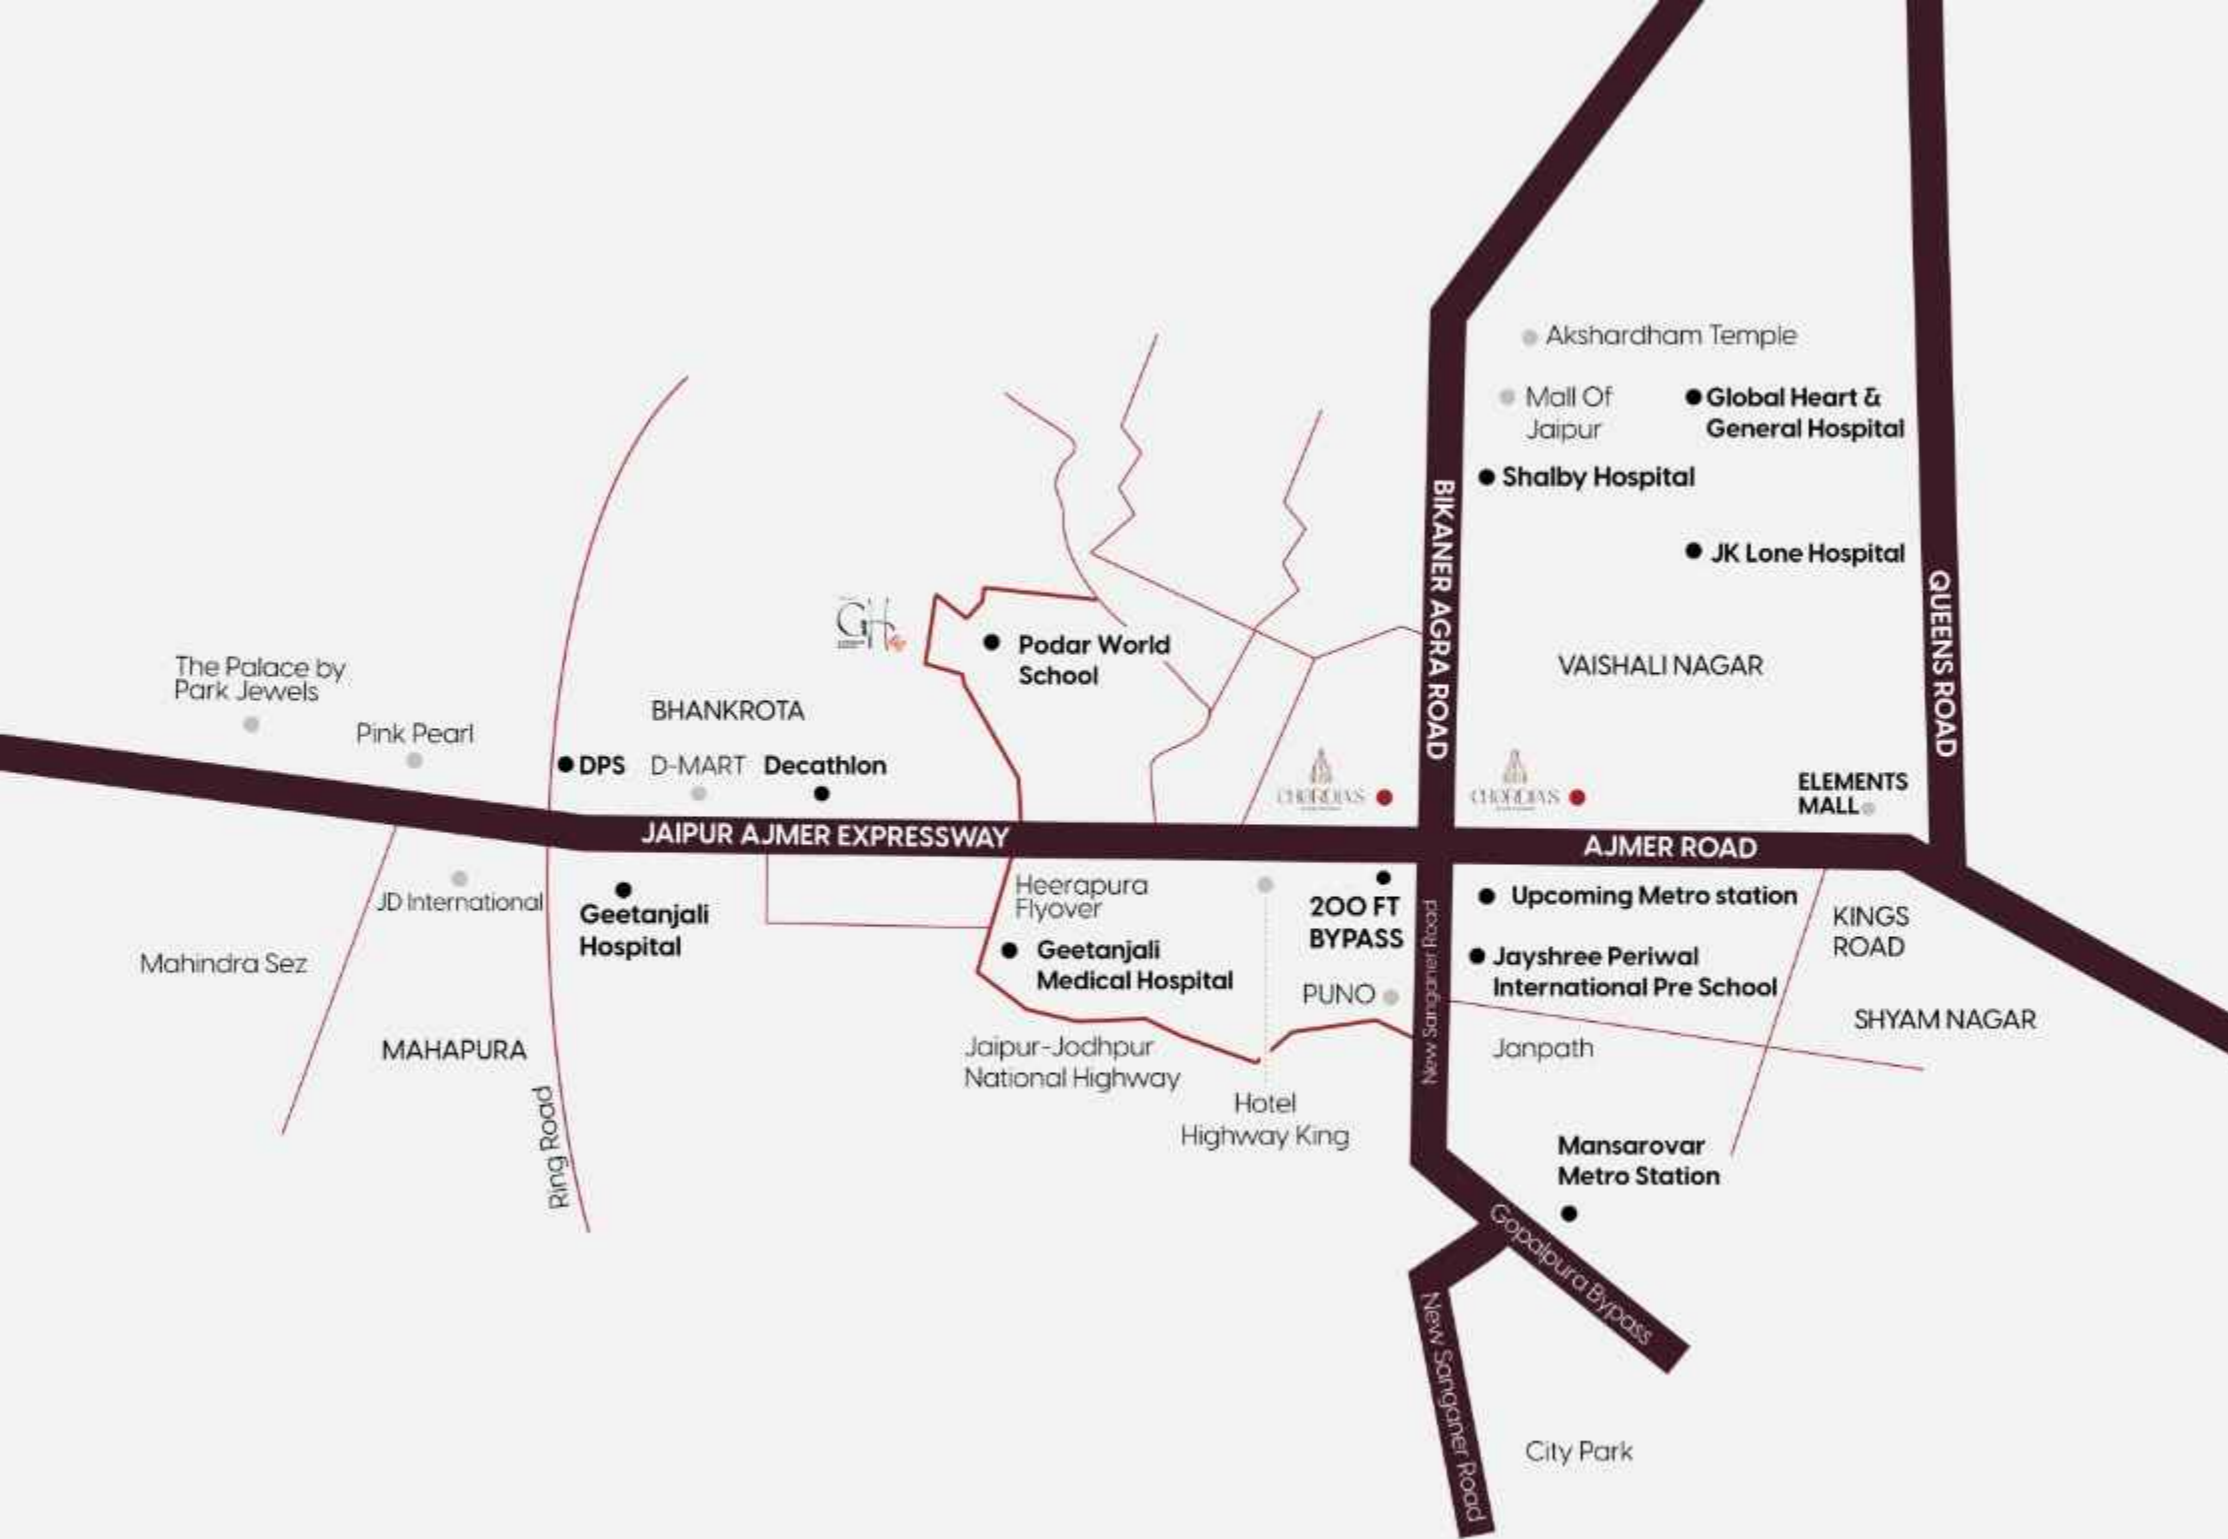 Akshardham Temple
Mall Of
Jaipur
Global Heart &
General Hospital
Shalby Hospital
JK Lone Hospital
BIKANER AGRA ROAD
QUEENS ROAD
GH
Podar World
School
VAISHALI NAGAR
The Palace by
Park Jewels
Pink Pearl
BHANKROTA
DPS
D-MART
Decathlon
CHORDIA'S
CHORDIA'S
ELEMENTS
MALL
JAIPUR AJMER EXPRESSWAY
AJMER ROAD
JD International
Geetanjali
Hospital
Heerapura
Flyover
200 FT
BYPASS
Upcoming Metro station
KINGS
ROAD
Mahindra Sez
Geetanjali
Medical Hospital
PUNO
New Sanganer Road
Jayshree Periwal
International Pre School
SHYAM NAGAR
MAHAPURA
Jaipur-Jodhpur
National Highway
Janpath
Ring Road
Hotel
Highway King
Mansarovar
Metro Station
Gopalpura Bypass
New Sanganer Road
City Park